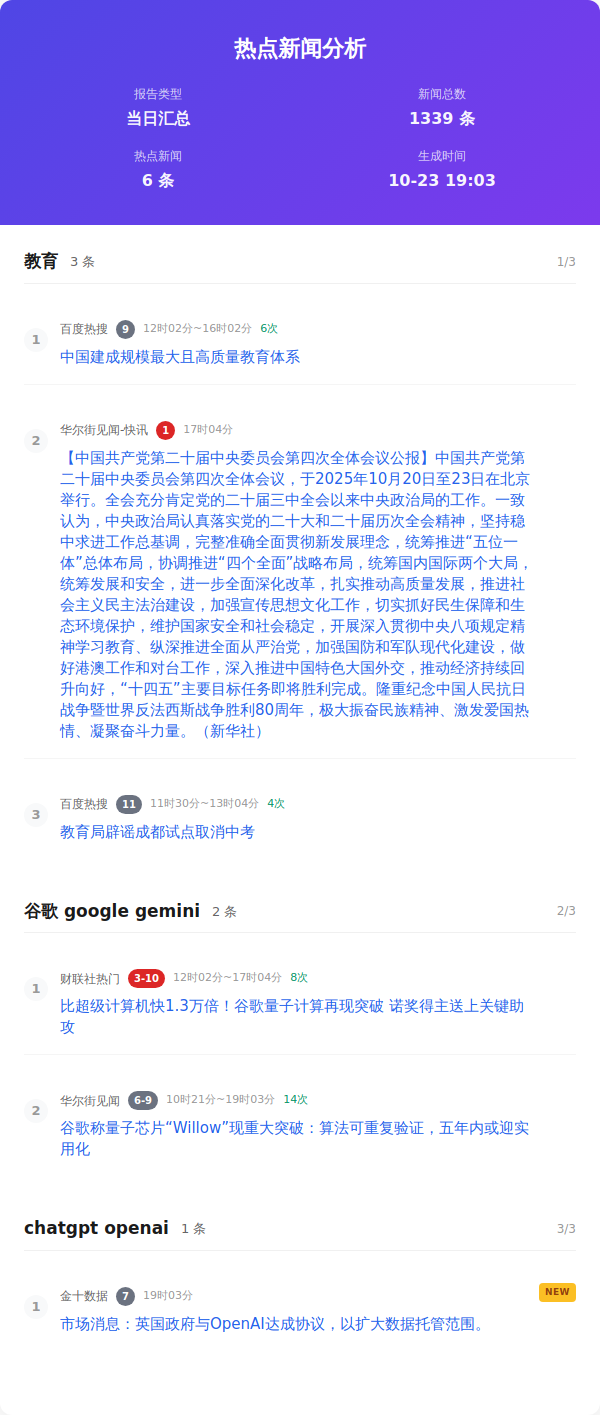 热点新闻分析
报告类型
当日汇总
新闻总数
1339 条
热点新闻
6 条
生成时间
10-23 19:03
教育 3 条 1/3
1
百度热搜 9 12时02分~16时02分 6次
中国建成规模最大且高质量教育体系
2
华尔街见闻-快讯 1 17时04分
【中国共产党第二十届中央委员会第四次全体会议公报】中国共产党第
二十届中央委员会第四次全体会议，于2025年10月20日至23日在北京
举行。全会充分肯定党的二十届三中全会以来中央政治局的工作。一致
认为，中央政治局认真落实党的二十大和二十届历次全会精神，坚持稳
中求进工作总基调，完整准确全面贯彻新发展理念，统筹推进“五位一
体”总体布局，协调推进“四个全面”战略布局，统筹国内国际两个大局，
统筹发展和安全，进一步全面深化改革，扎实推动高质量发展，推进社
会主义民主法治建设，加强宣传思想文化工作，切实抓好民生保障和生
态环境保护，维护国家安全和社会稳定，开展深入贯彻中央八项规定精
神学习教育、纵深推进全面从严治党，加强国防和军队现代化建设，做
好港澳工作和对台工作，深入推进中国特色大国外交，推动经济持续回
升向好，“十四五”主要目标任务即将胜利完成。隆重纪念中国人民抗日
战争暨世界反法西斯战争胜利80周年，极大振奋民族精神、激发爱国热
情、凝聚奋斗力量。（新华社）
3
百度热搜 11 11时30分~13时04分 4次
教育局辟谣成都试点取消中考
谷歌 google gemini 2 条 2/3
1
财联社热门 3-10 12时02分~17时04分 8次
比超级计算机快1.3万倍！谷歌量子计算再现突破 诺奖得主送上关键助
攻
2
华尔街见闻 6-9 10时21分~19时03分 14次
谷歌称量子芯片“Willow”现重大突破：算法可重复验证，五年内或迎实
用化
chatgpt openai 1 条 3/3
1
金十数据 7 19时03分 NEW
市场消息：英国政府与OpenAI达成协议，以扩大数据托管范围。